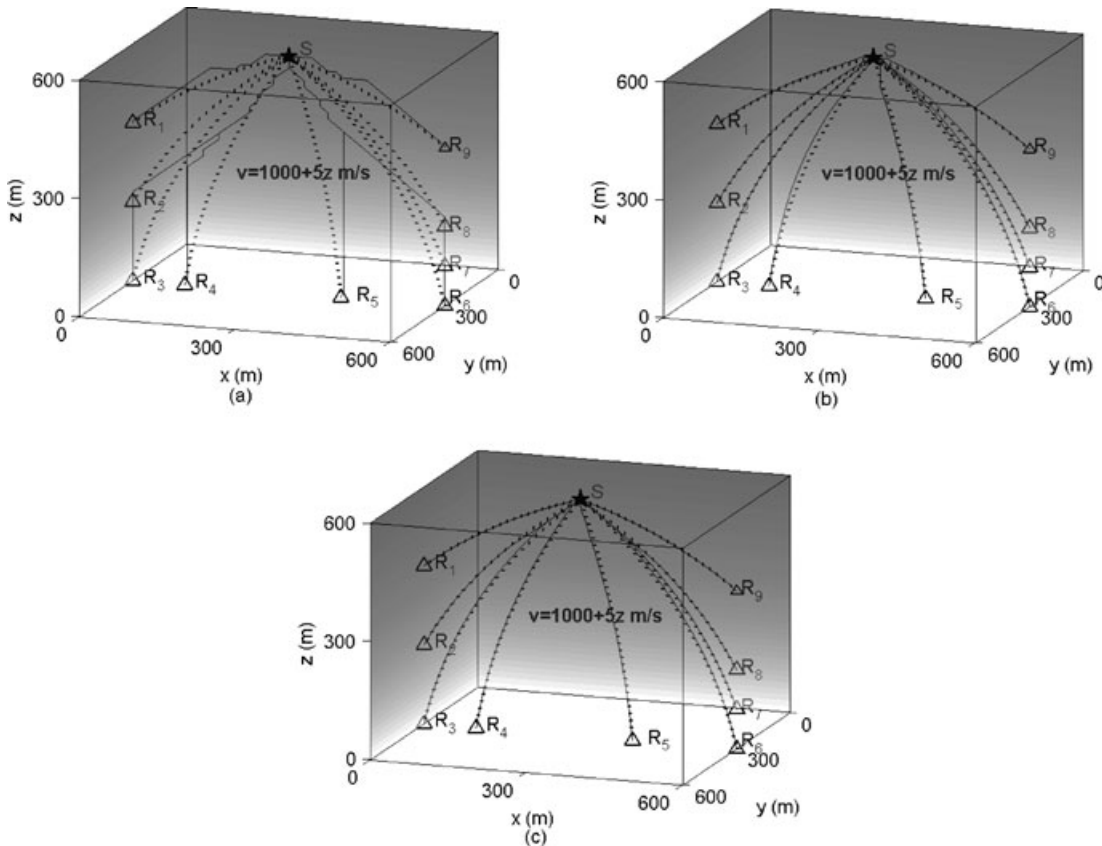 S
600
R1
R9
v=1000+5z m/s
z (m)
300
R2
R8
R7
R3
R4
R5
R6
0
0
300
600
600
300
0
x (m)
y (m)
(a)
S
600
R1
R9
v=1000+5z m/s
z (m)
300
R2
R8
R7
R3
R4
R5
R6
0
0
300
600
600
300
0
x (m)
y (m)
(b)
S
600
R1
R9
v=1000+5z m/s
z (m)
300
R2
R8
R7
R3
R4
R5
R6
0
0
300
600
600
300
0
x (m)
y (m)
(c)